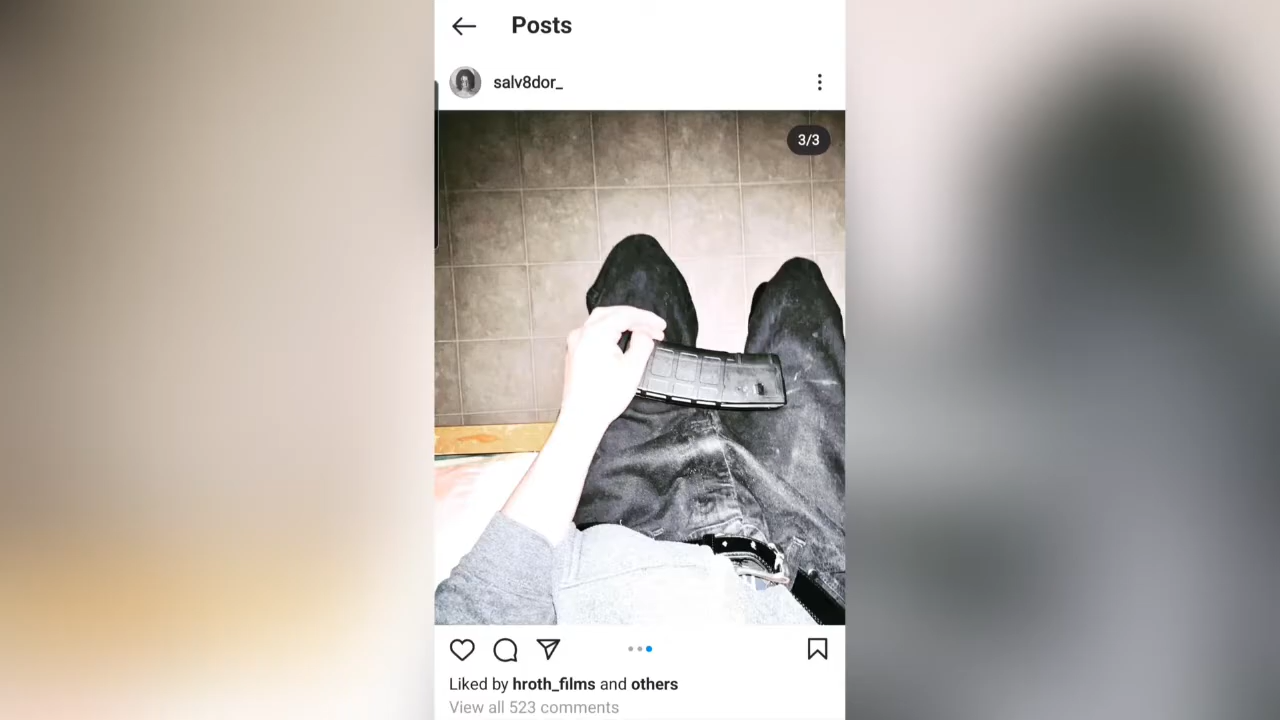 Posts
salv8dor_
3/3
Liked by hroth_films and others
View all 523 comments